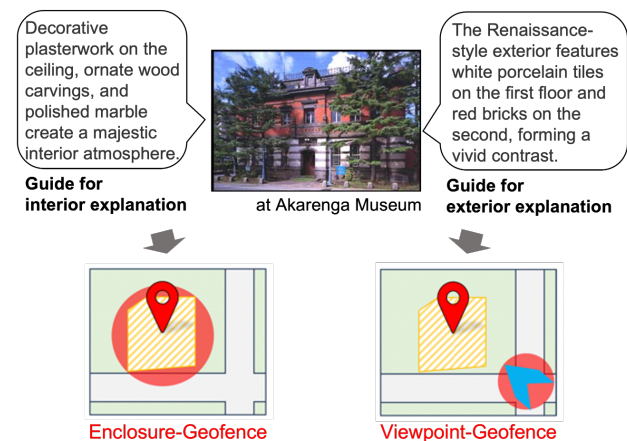 Decorative
plasterwork on the
ceiling, ornate wood
carvings, and
polished marble
create a majestic
interior atmosphere.
Guide for
interior explanation
at Akarenga Museum
The Renaissance-
style exterior features
white porcelain tiles
on the first floor and
red bricks on the
second, forming a
vivid contrast.
Guide for
exterior explanation
Enclosure-Geofence
Viewpoint-Geofence